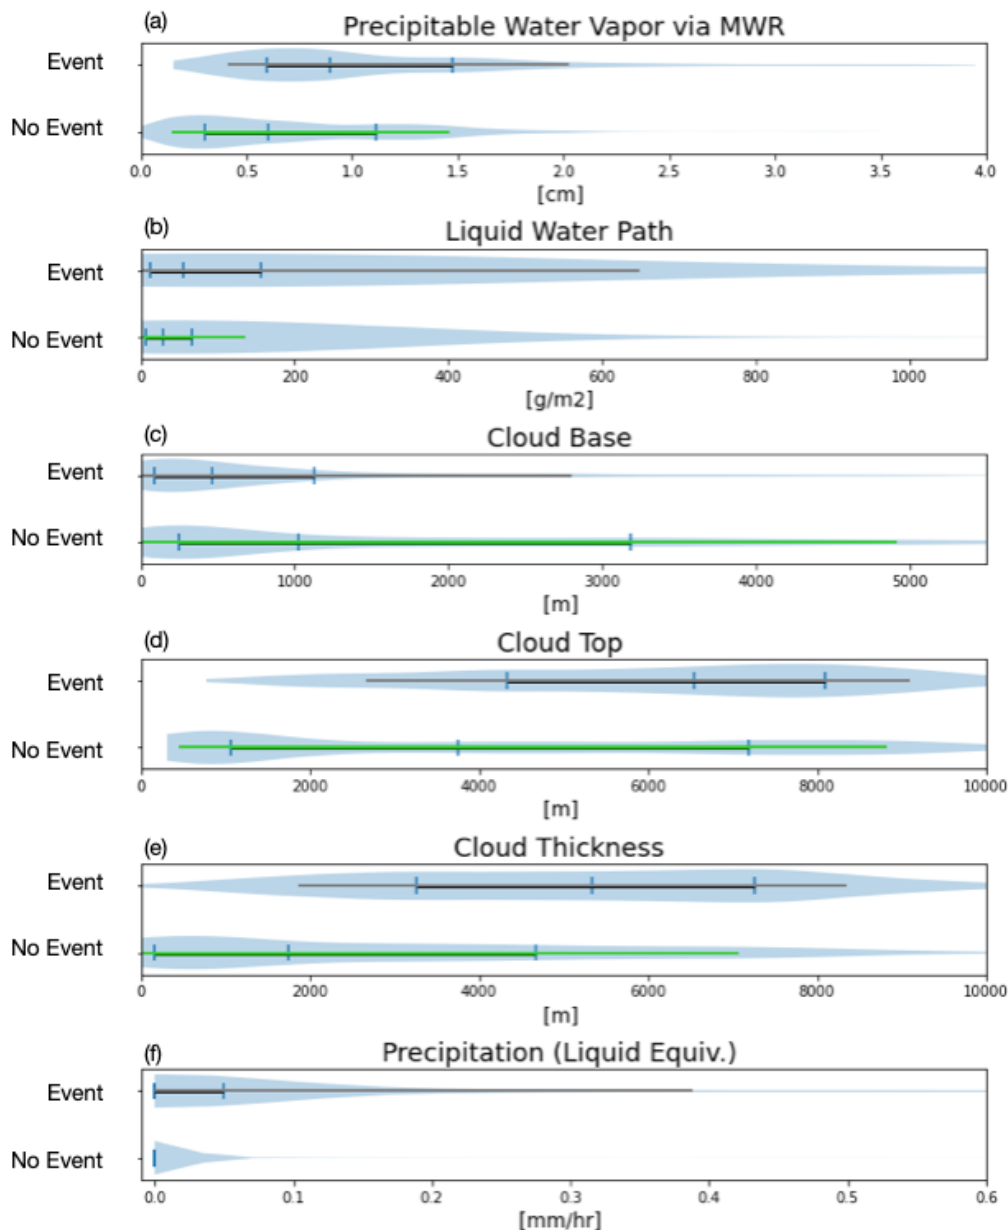 (a) Precipitable Water Vapor via MWR
Event
No Event
0.0 0.5 1.0 1.5 2.0 2.5 3.0 3.5 4.0
[cm]
(b) Liquid Water Path
Event
No Event
0 200 400 600 800 1000
[g/m2]
(c) Cloud Base
Event
No Event
0 1000 2000 3000 4000 5000
[m]
(d) Cloud Top
Event
No Event
0 2000 4000 6000 8000 10000
[m]
(e) Cloud Thickness
Event
No Event
0 2000 4000 6000 8000 10000
[m]
(f) Precipitation (Liquid Equiv.)
Event
No Event
0.0 0.1 0.2 0.3 0.4 0.5 0.6
[mm/hr]